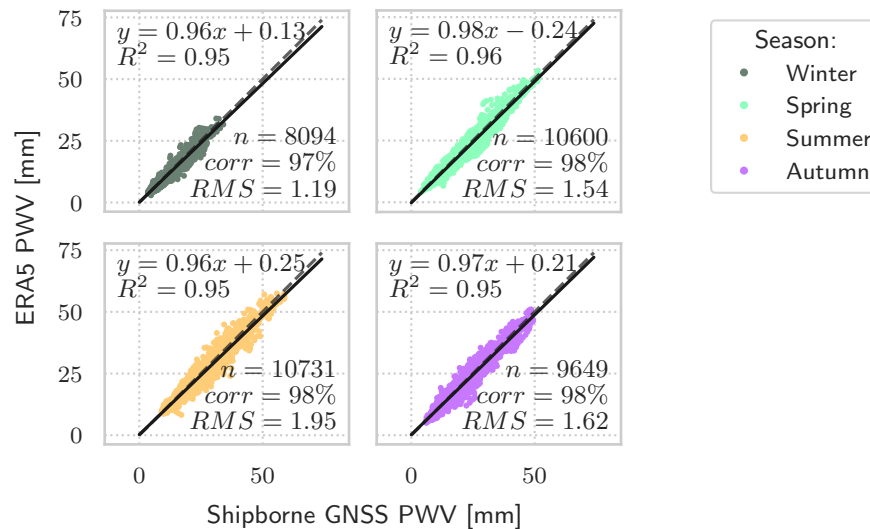 75
y = 0.96x + 0.13
R² = 0.95
50
25
0
n = 8094
corr = 97%
RMS = 1.19
y = 0.98x − 0.24
R² = 0.96
n = 10600
corr = 98%
RMS = 1.54
Season:
Winter
Spring
Summer
Autumn
ERA5 PWV [mm]
75
y = 0.96x + 0.25
R² = 0.95
50
25
0
n = 10731
corr = 98%
RMS = 1.95
y = 0.97x + 0.21
R² = 0.95
n = 9649
corr = 98%
RMS = 1.62
0 50
0 50
Shipborne GNSS PWV [mm]